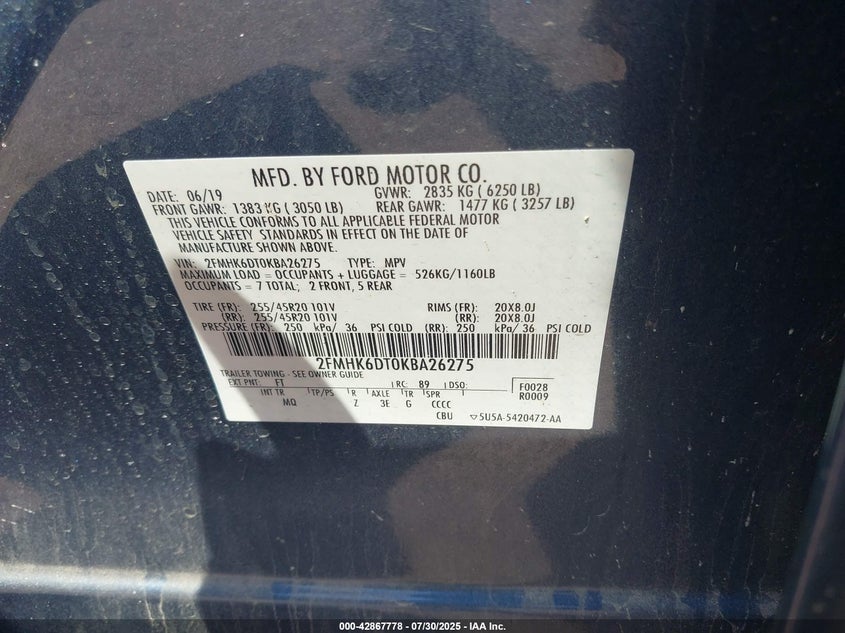 MFD. BY FORD MOTOR CO.
DATE: 06/19 GVWR: 2835 KG ( 6250 LB)
FRONT GAWR: 1383 KG ( 3050 LB) REAR GAWR: 1477 KG ( 3257 LB)
THIS VEHICLE CONFORMS TO ALL APPLICABLE FEDERAL MOTOR
VEHICLE SAFETY STANDARDS IN EFFECT ON THE DATE OF
MANUFACTURE SHOWN ABOVE.
VIN: 2FMHK6DT0KBA26275 TYPE: MPV
MAXIMUM LOAD = OCCUPANTS + LUGGAGE = 526KG/1160LB
OCCUPANTS = 7 TOTAL; 2 FRONT, 5 REAR
TIRE (FR): 255/45R20 101V RIMS (FR): 20X8.0J
(RR): 255/45R20 101V (RR): 20X8.0J
PRESSURE (FR): 250 kPa/ 36 PSI COLD (RR): 250 kPa/ 36 PSI COLD
2FMHK6DT0KBA26275
TRAILER TOWING - SEE OWNER GUIDE
EXT PNT: FT RC: 89 DSO: F0028
INT TR TP/PS R AXLE TR SPR R0009
MQ Z 3E G CCCC
CBU ▽5U5A-5420472-AA
000-42867778 / 07/30/2025 - IAA Inc.